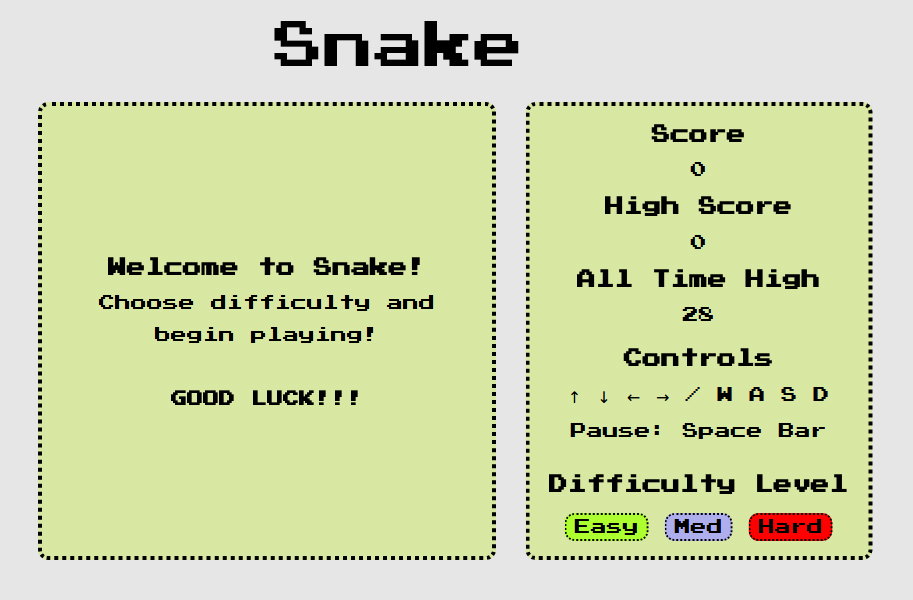 Snake
Welcome to Snake!
Choose difficulty and
begin playing!
GOOD LUCK!!!
Score
0
High Score
0
All Time High
28
Controls
↑ ↓ ← → / W A S D
Pause: Space Bar
Difficulty Level
Easy Med Hard